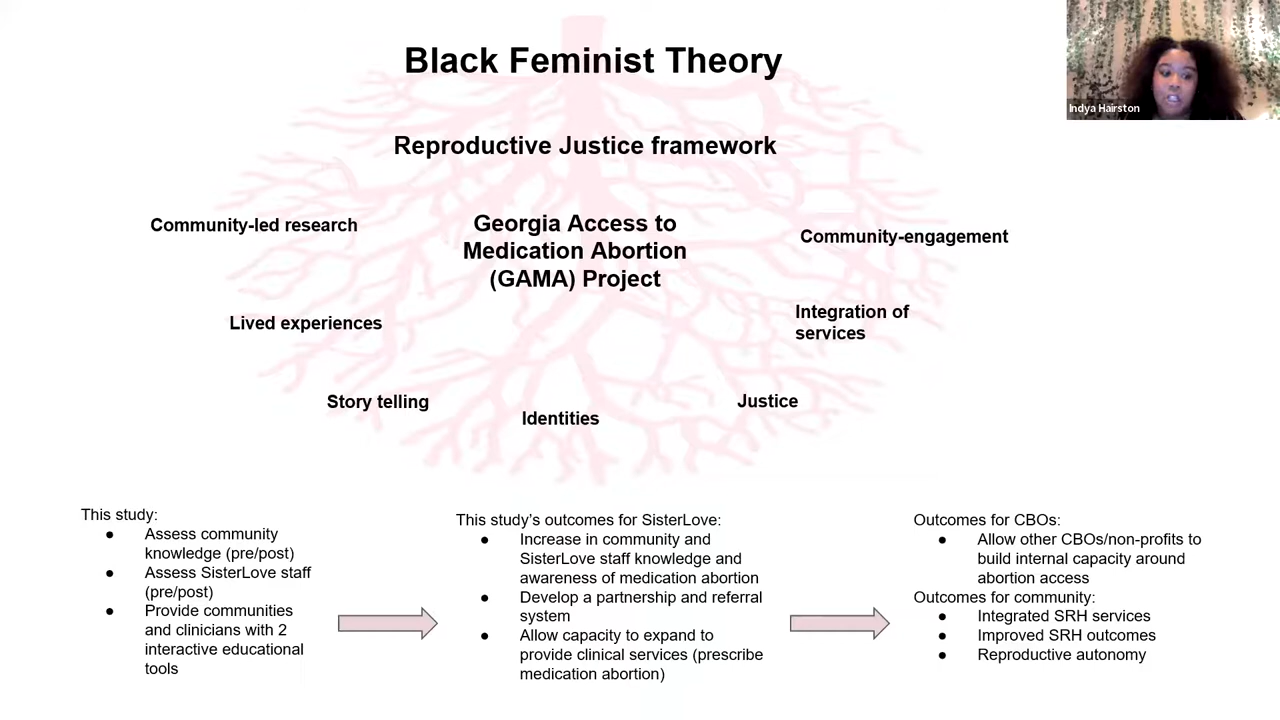 Black Feminist Theory
Indya Hairston
Reproductive Justice framework
Community-led research
Georgia Access to
Medication Abortion
(GAMA) Project
Community-engagement
Lived experiences
Integration of
services
Story telling
Identities
Justice
This study:
● Assess community
knowledge (pre/post)
● Assess SisterLove staff
(pre/post)
● Provide communities
and clinicians with 2
interactive educational
tools
This study’s outcomes for SisterLove:
● Increase in community and
SisterLove staff knowledge and
awareness of medication abortion
● Develop a partnership and referral
system
● Allow capacity to expand to
provide clinical services (prescribe
medication abortion)
Outcomes for CBOs:
● Allow other CBOs/non-profits to
build internal capacity around
abortion access
Outcomes for community:
● Integrated SRH services
● Improved SRH outcomes
● Reproductive autonomy